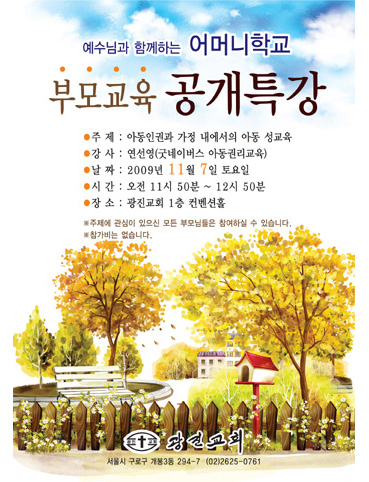 예수님과 함께하는 어머니학교
부모교육 공개특강
●주 제 : 아동인권과 가정 내에서의 아동 성교육
●강 사 : 연선영(굿네이버스 아동권리교육)
●날 짜 : 2009년 11월 7일 토요일
●시 간 : 오전 11시 50분 ~ 12시 50분
●장 소 : 광진교회 1층 컨벤션홀
※주제에 관심이 있으신 모든 부모님들은 참여하실 수 있습니다.
※참가비는 없습니다.
광진교회
서울시 구로구 개봉3동 294-7 (02)2625-0761